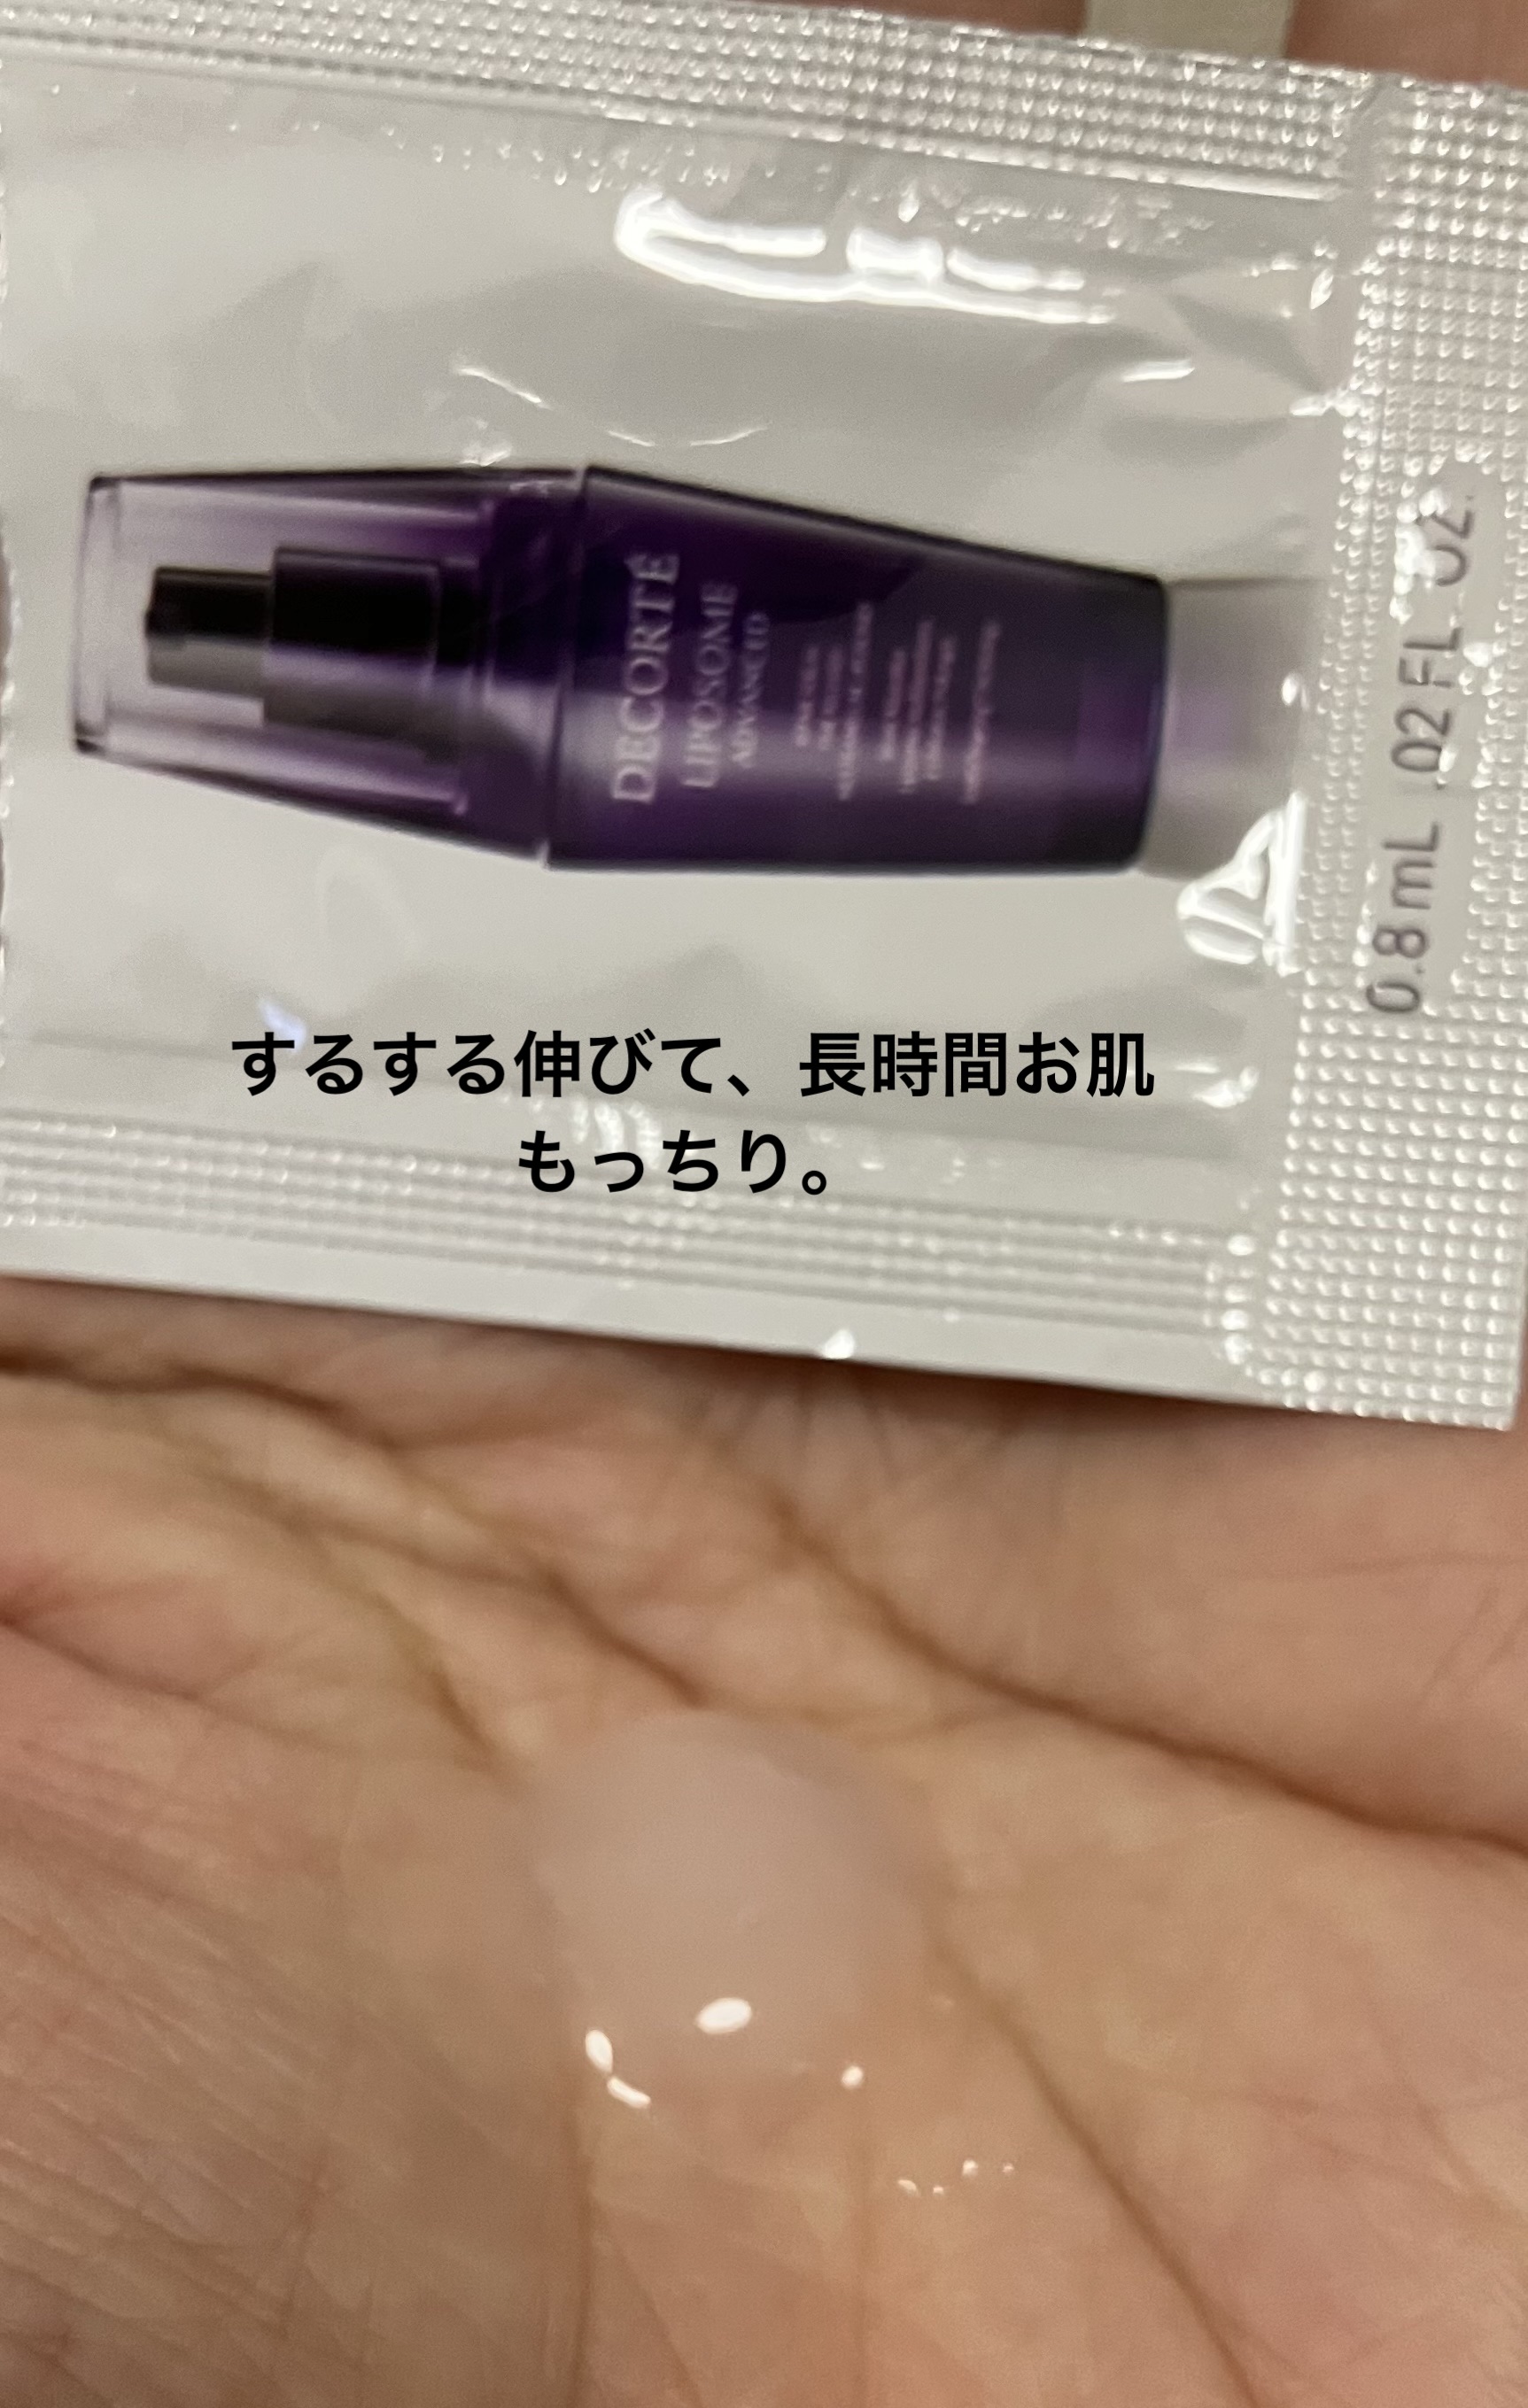 DECORTÉ
LIPOSOME
ADVANCED
0.8 mL .02 FL OZ.
するする伸びて、長時間お肌
もっちり。